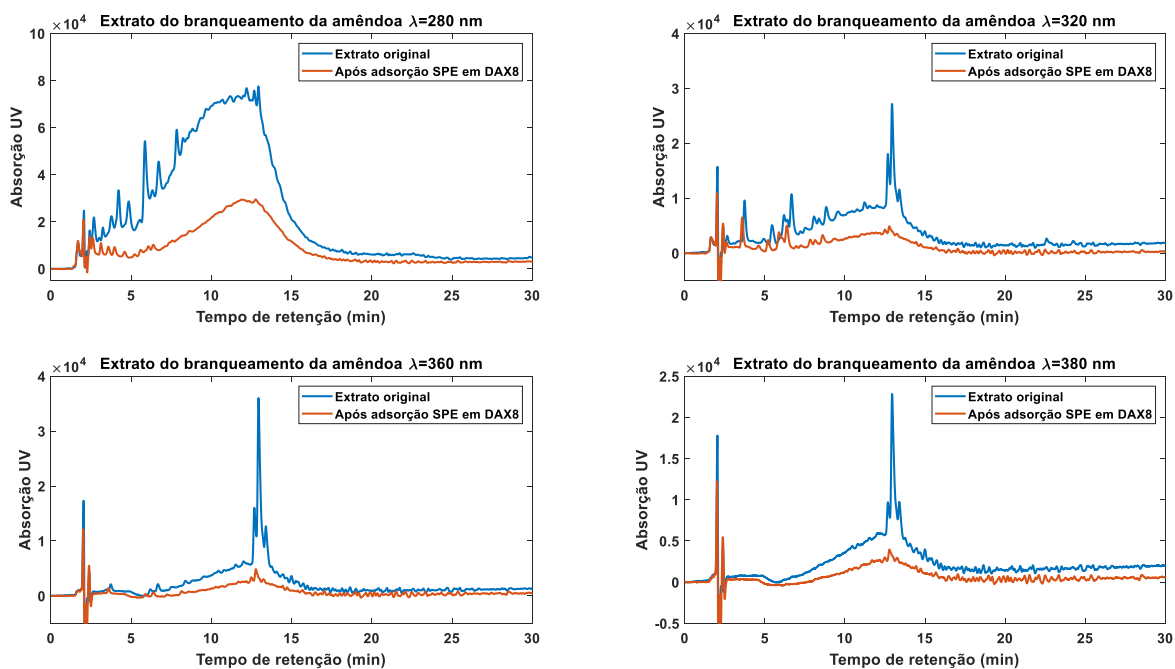 Extrato do branqueamento da amêndoa λ=280 nm
×10⁴
10
8
6
4
2
0
Absorção UV
Extrato original
Após adsorção SPE em DAX8
0 5 10 15 20 25 30
Tempo de retenção (min)
Extrato do branqueamento da amêndoa λ=320 nm
×10⁴
4
3
2
1
0
Absorção UV
Extrato original
Após adsorção SPE em DAX8
0 5 10 15 20 25 30
Tempo de retenção (min)
Extrato do branqueamento da amêndoa λ=360 nm
×10⁴
4
3
2
1
0
Absorção UV
Extrato original
Após adsorção SPE em DAX8
0 5 10 15 20 25 30
Tempo de retenção (min)
Extrato do branqueamento da amêndoa λ=380 nm
×10⁴
2.5
2
1.5
1
0.5
0
-0.5
Absorção UV
Extrato original
Após adsorção SPE em DAX8
0 5 10 15 20 25 30
Tempo de retenção (min)